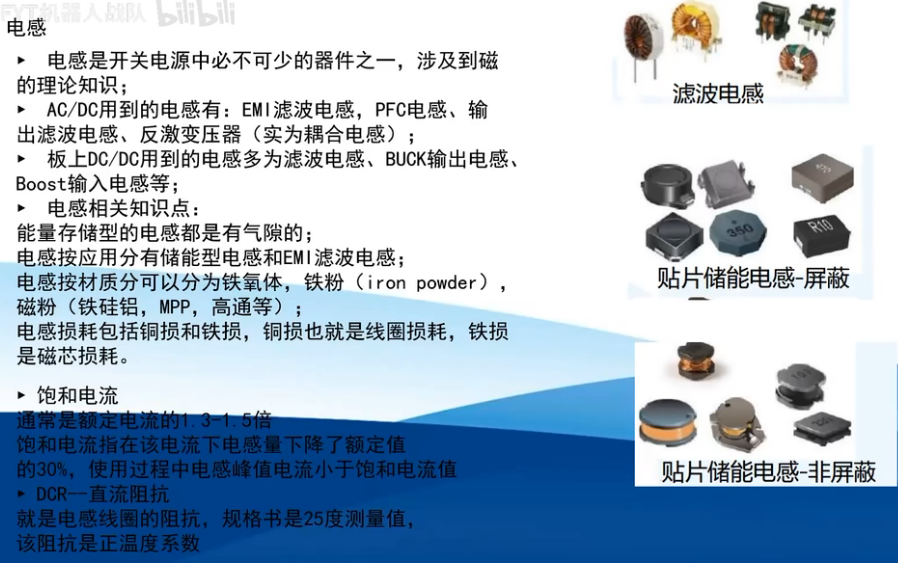 EXT机器人战队 bilibili
电感
▸ 电感是开关电源中必不可少的器件之一，涉及到磁
的理论知识；
▸ AC/DC用到的电感有：EMI滤波电感，PFC电感、输
出滤波电感、反激变压器（实为耦合电感）；
▸ 板上DC/DC用到的电感多为滤波电感、BUCK输出电感、
Boost输入电感等；
▸ 电感相关知识点：
能量存储型的电感都是有气隙的；
电感按应用分有储能型电感和EMI滤波电感；
电感按材质分可以分为铁氧体，铁粉（iron powder），
磁粉（铁硅铝，MPP，高通等）；
电感损耗包括铜损和铁损，铜损也就是线圈损耗，铁损
是磁芯损耗。
▸ 饱和电流
通常是额定电流的1.3-1.5倍
饱和电流指在该电流下电感量下降了额定值
的30%，使用过程中电感峰值电流小于饱和电流值
▸ DCR--直流阻抗
就是电感线圈的阻抗，规格书是25度测量值，
该阻抗是正温度系数
滤波电感
350
R10
贴片储能电感-屏蔽
101
贴片储能电感-非屏蔽